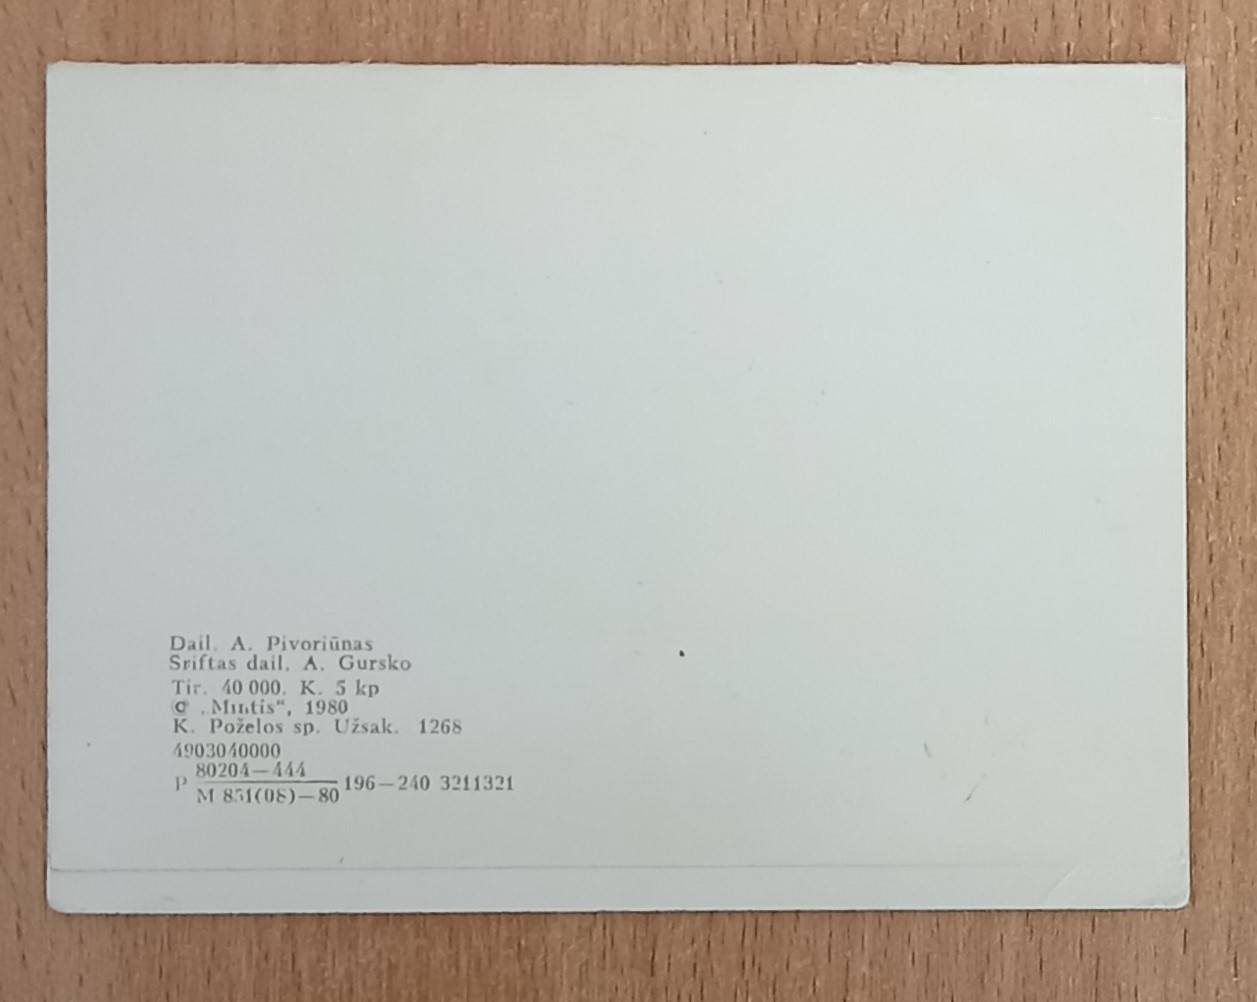 Dail. A. Pivoriūnas
Sriftas dail. A. Gursko
Tir. 40 000. K. 5 kp
© „Mintis“, 1980
K. Poželos sp. Užsak. 1268
4903040000
P 80204—444
M 851(08)—80 196—240 3211321